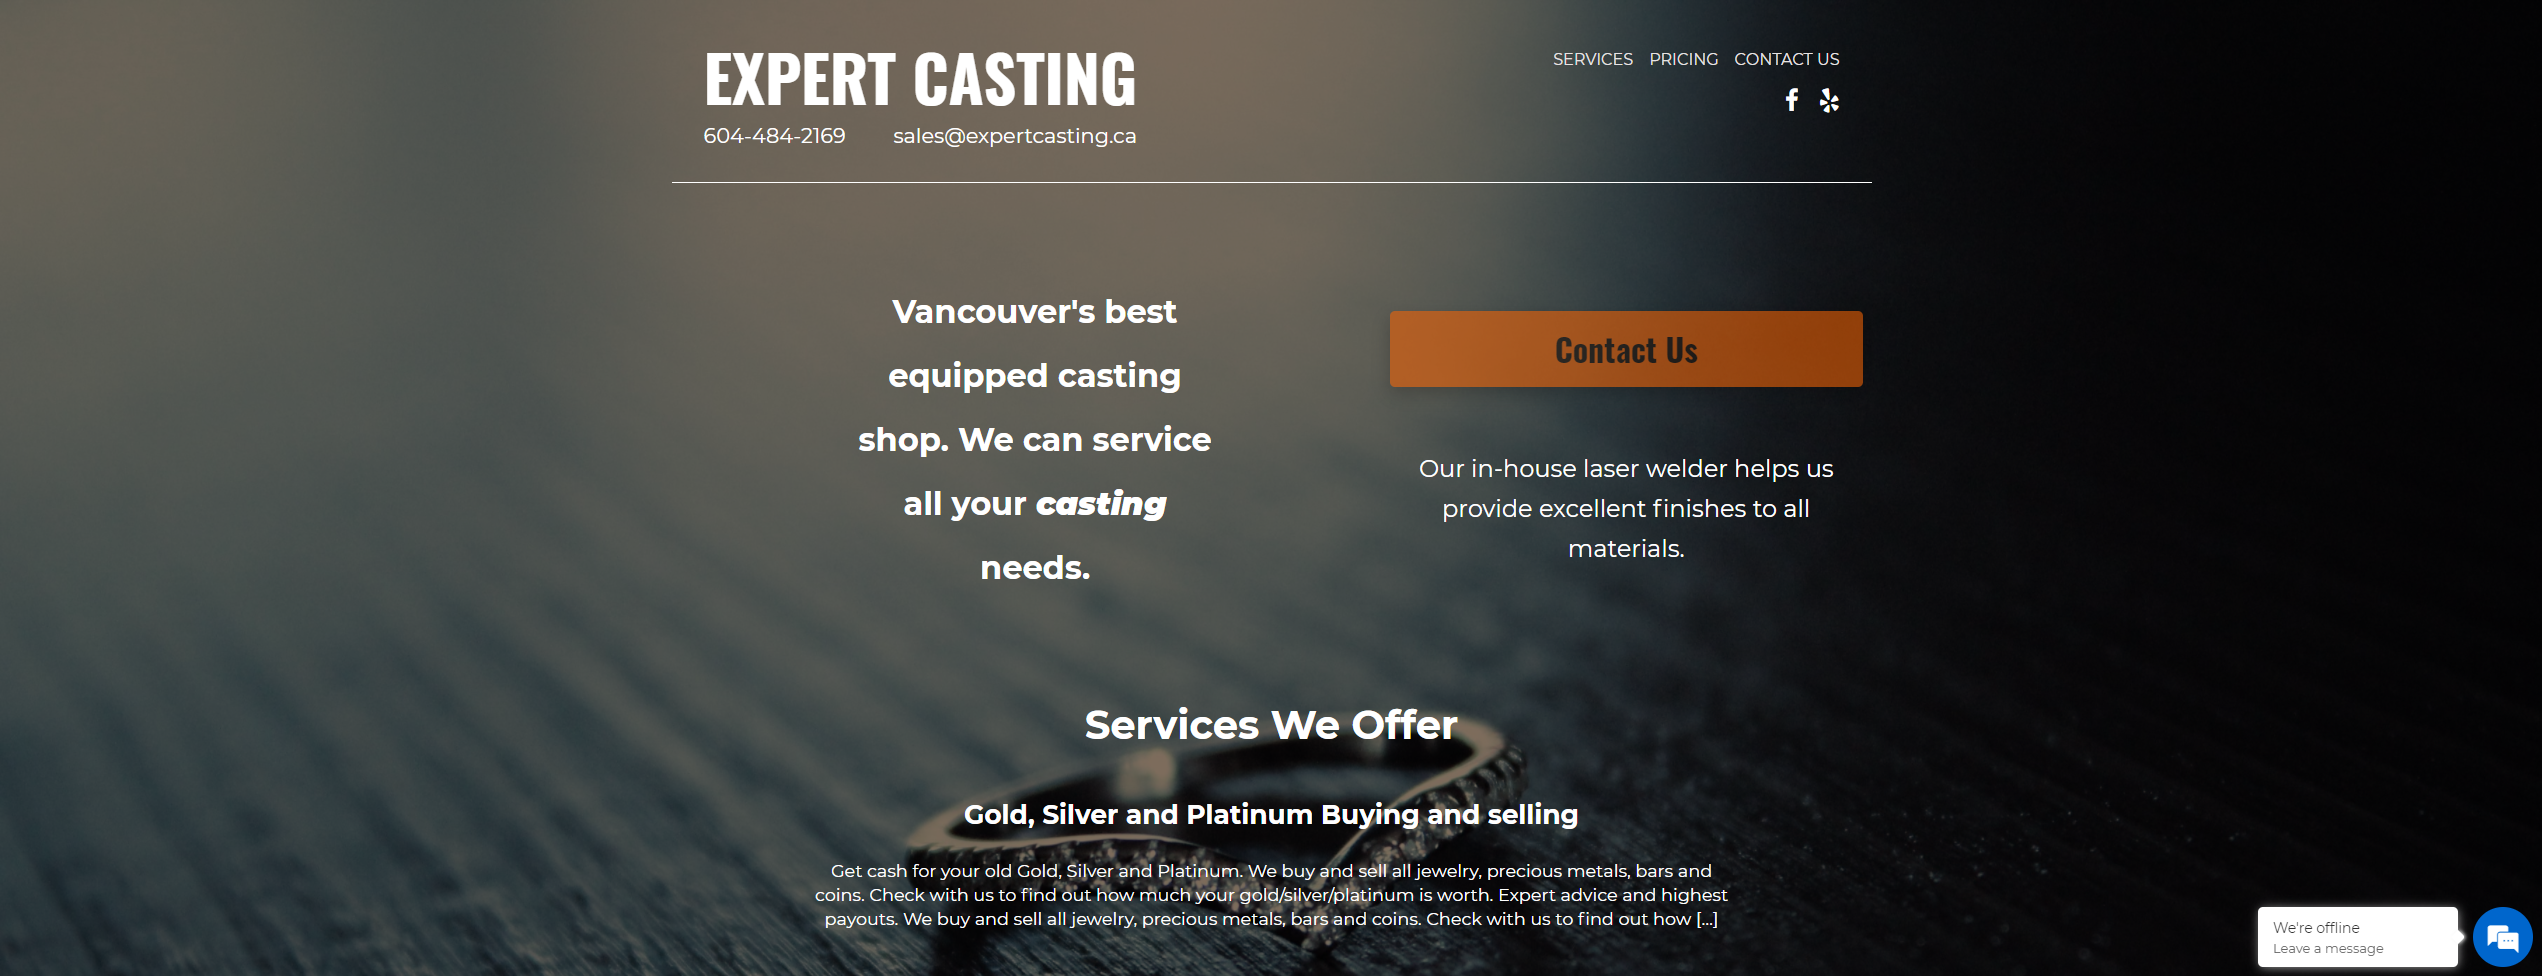 EXPERT CASTING
604-484-2169 sales@expertcasting.ca
SERVICES PRICING CONTACT US
Vancouver's best
equipped casting
shop. We can service
all your casting
needs.
Contact Us
Our in-house laser welder helps us
provide excellent finishes to all
materials.
Services We Offer
Gold, Silver and Platinum Buying and selling
Get cash for your old Gold, Silver and Platinum. We buy and sell all jewelry, precious metals, bars and
coins. Check with us to find out how much your gold/silver/platinum is worth. Expert advice and highest
payouts. We buy and sell all jewelry, precious metals, bars and coins. Check with us to find out how [...]
We're offline
Leave a message